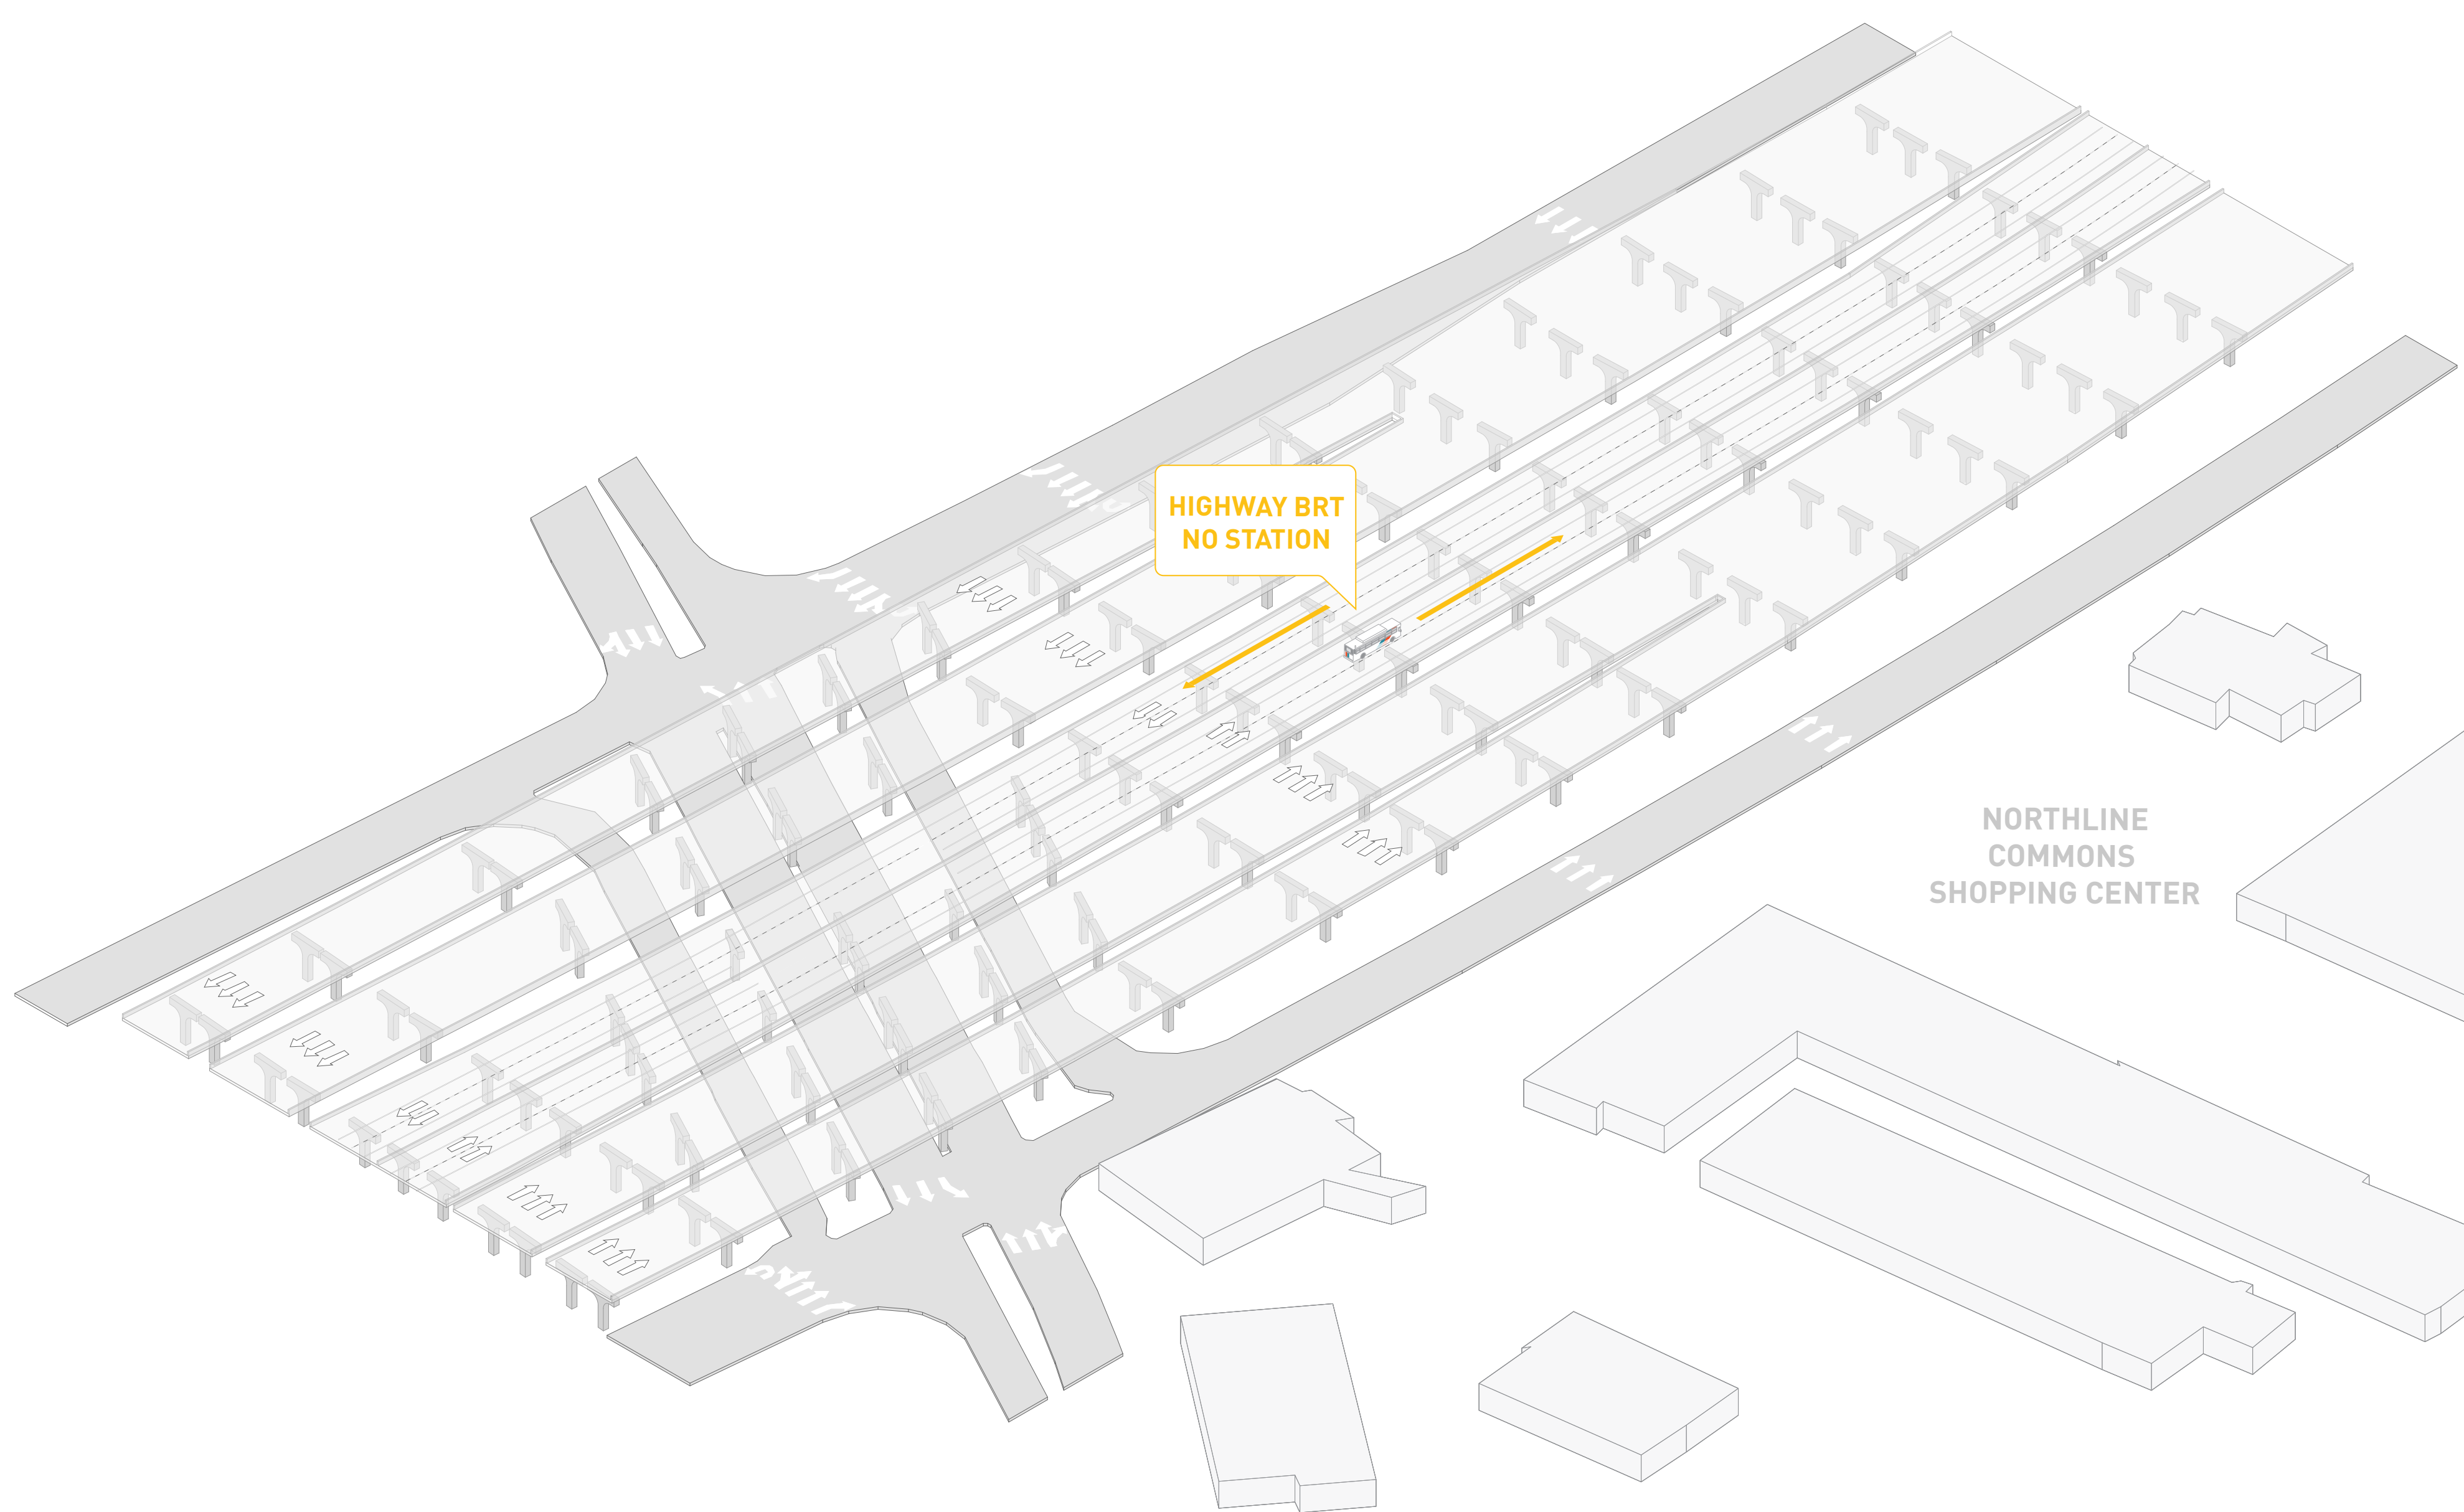 HIGHWAY BRT
NO STATION
NORTHLINE
COMMONS
SHOPPING CENTER